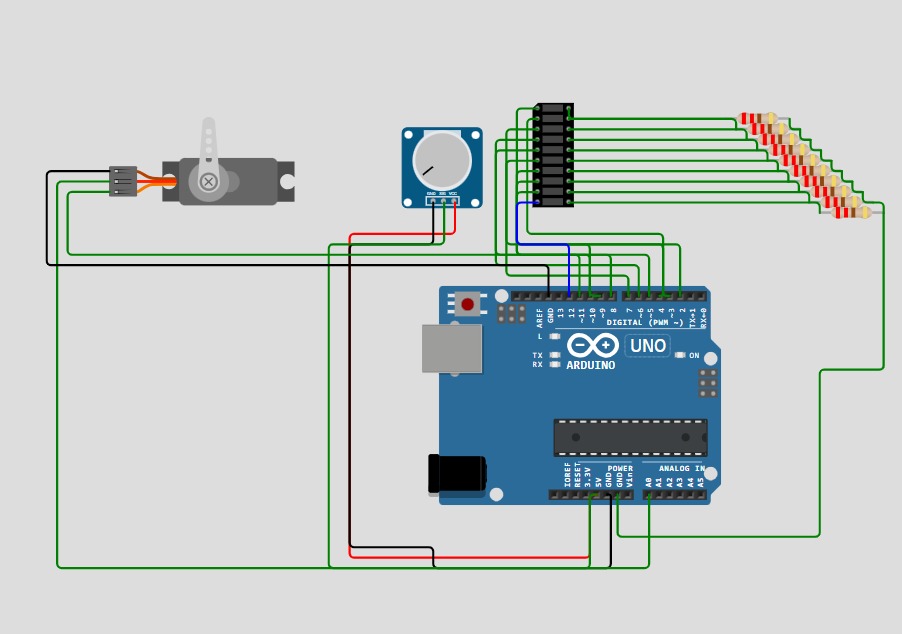 GND SIG VCC
AREF
GND
13
12
~11
~10
~9
8
7
~6
~5
4
~3
2
TX→1
RX←0
DIGITAL (PWM ~)
L
TX
RX
ARDUINO
UNO
ON
POWER
ANALOG IN
IOREF
RESET
3.3V
5V
GND
GND
Vin
A0
A1
A2
A3
A4
A5